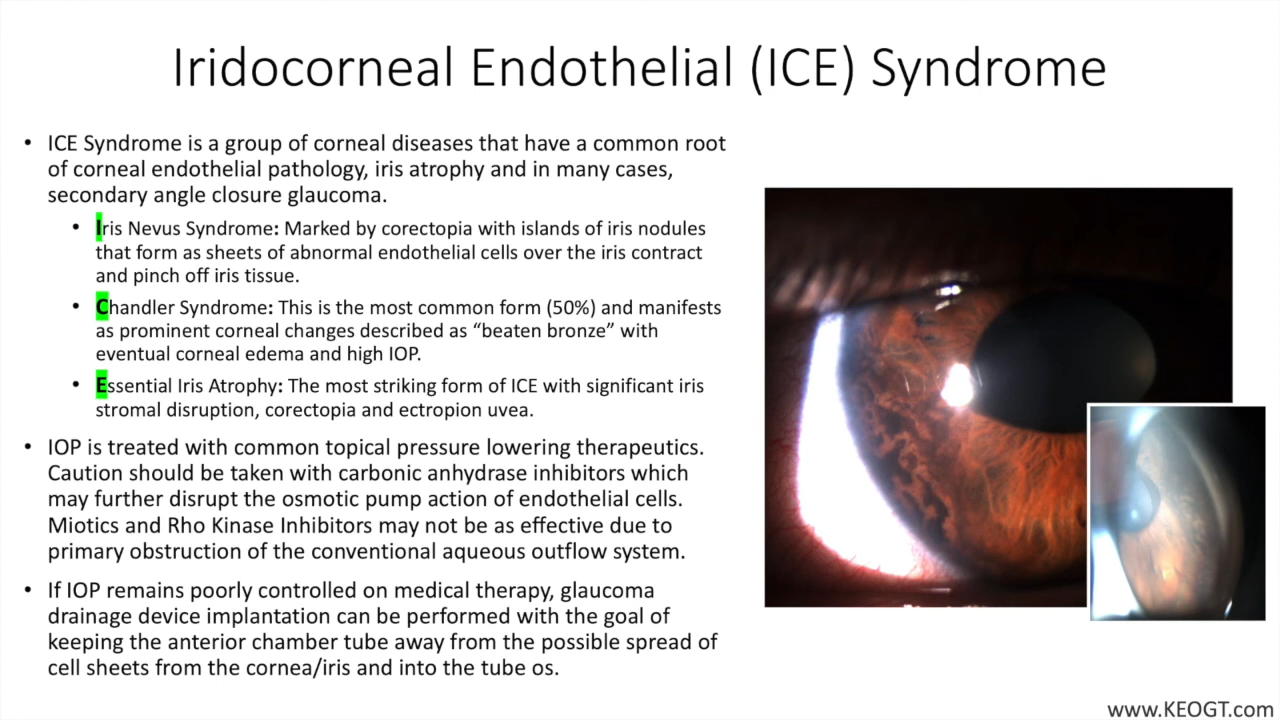 Iridocorneal Endothelial (ICE) Syndrome
• ICE Syndrome is a group of corneal diseases that have a common root
of corneal endothelial pathology, iris atrophy and in many cases,
secondary angle closure glaucoma.
• Iris Nevus Syndrome: Marked by corectopia with islands of iris nodules
that form as sheets of abnormal endothelial cells over the iris contract
and pinch off iris tissue.
• Chandler Syndrome: This is the most common form (50%) and manifests
as prominent corneal changes described as “beaten bronze” with
eventual corneal edema and high IOP.
• Essential Iris Atrophy: The most striking form of ICE with significant iris
stromal disruption, corectopia and ectropion uvea.
• IOP is treated with common topical pressure lowering therapeutics.
Caution should be taken with carbonic anhydrase inhibitors which
may further disrupt the osmotic pump action of endothelial cells.
Miotics and Rho Kinase Inhibitors may not be as effective due to
primary obstruction of the conventional aqueous outflow system.
• If IOP remains poorly controlled on medical therapy, glaucoma
drainage device implantation can be performed with the goal of
keeping the anterior chamber tube away from the possible spread of
cell sheets from the cornea/iris and into the tube os.
www.KEOGT.com